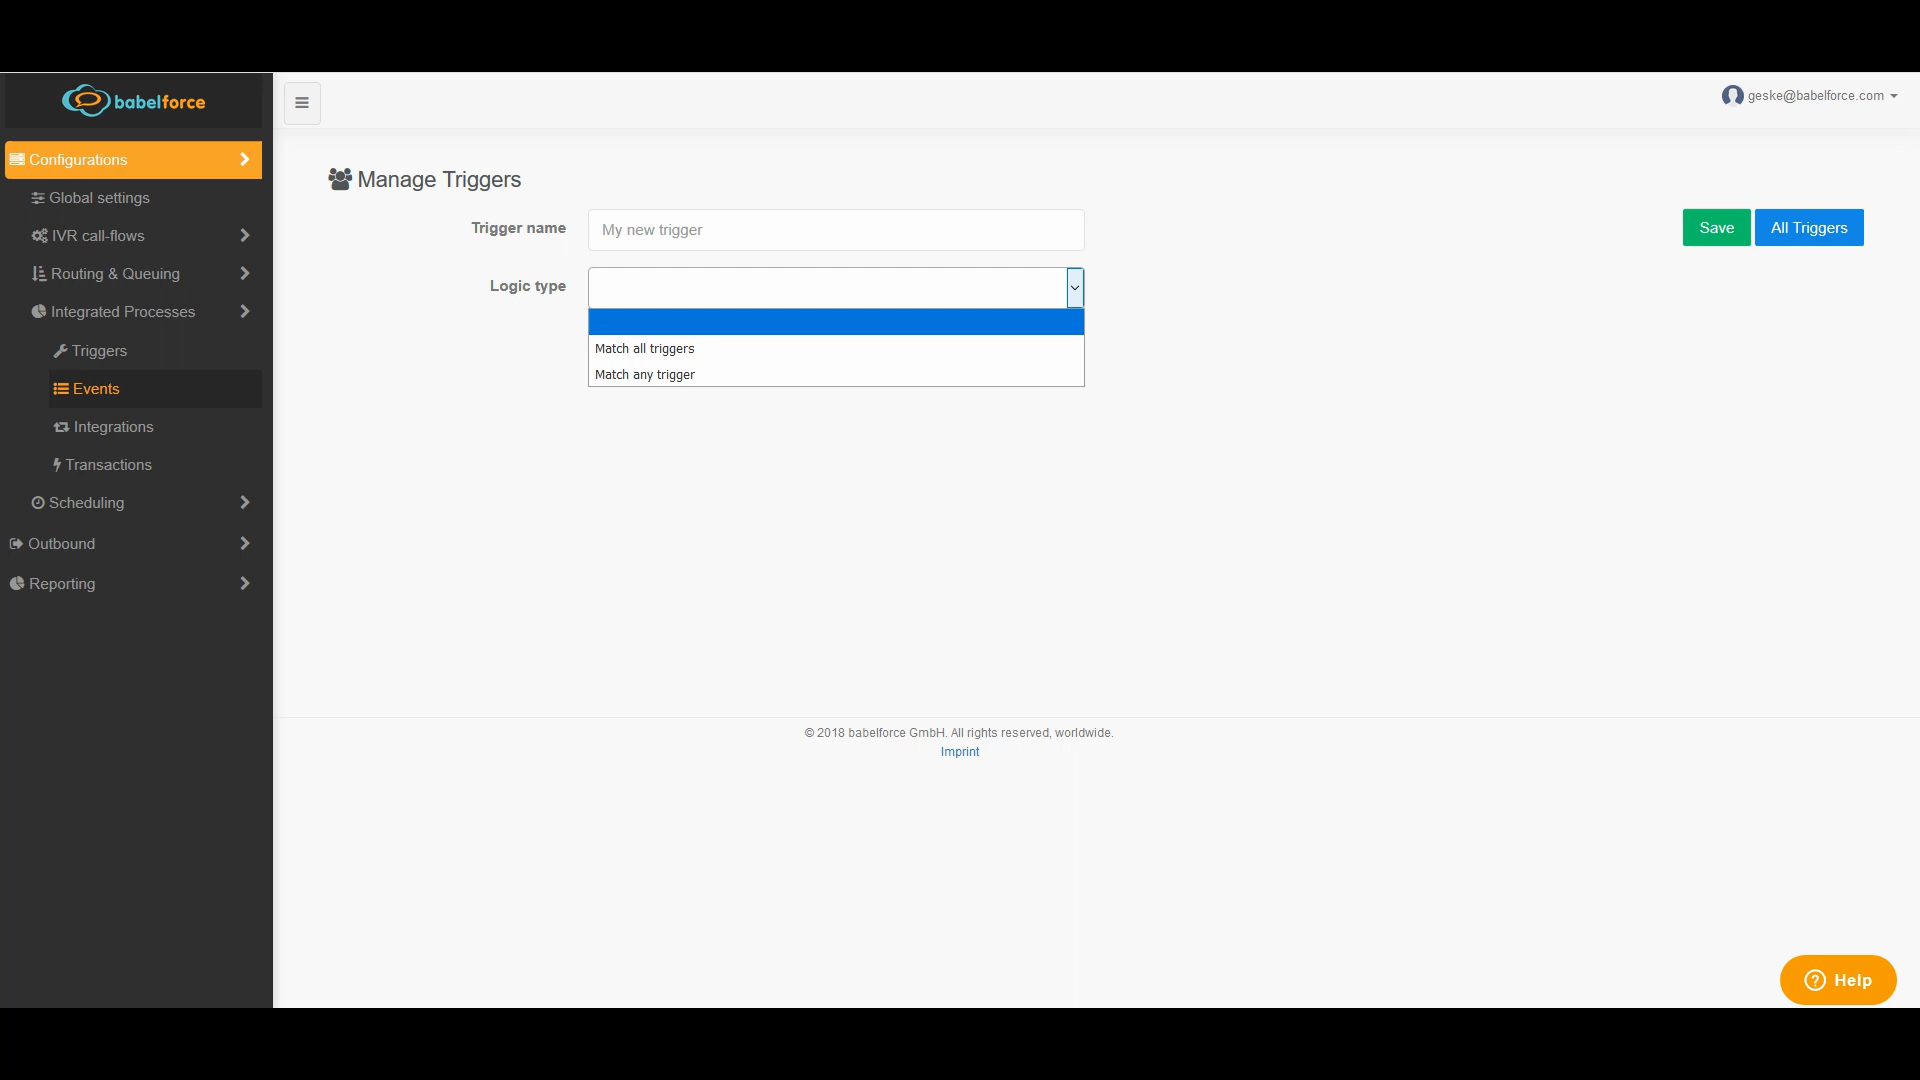 babelforce
geske@babelforce.com
Configurations
Global settings
IVR call-flows
Routing & Queuing
Integrated Processes
Triggers
Events
Integrations
Transactions
Scheduling
Outbound
Reporting
Manage Triggers
Trigger name
My new trigger
Save
All Triggers
Logic type
Match all triggers
Match any trigger
© 2018 babelforce GmbH. All rights reserved, worldwide.
Imprint
? Help